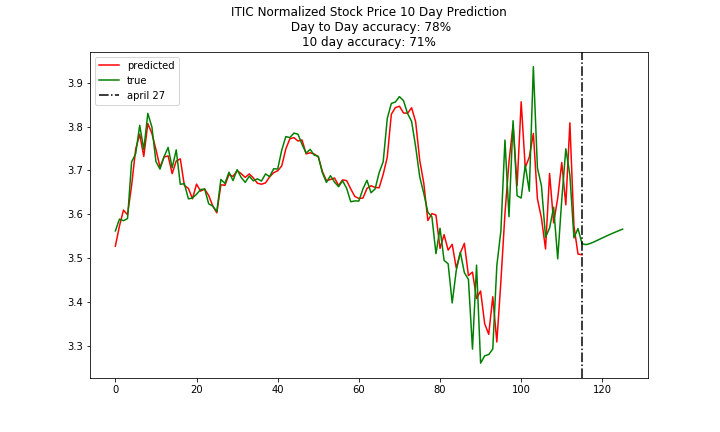 ITIC Normalized Stock Price 10 Day Prediction
Day to Day accuracy: 78%
10 day accuracy: 71%
predicted
true
april 27
3.9
3.8
3.7
3.6
3.5
3.4
3.3
0 20 40 60 80 100 120